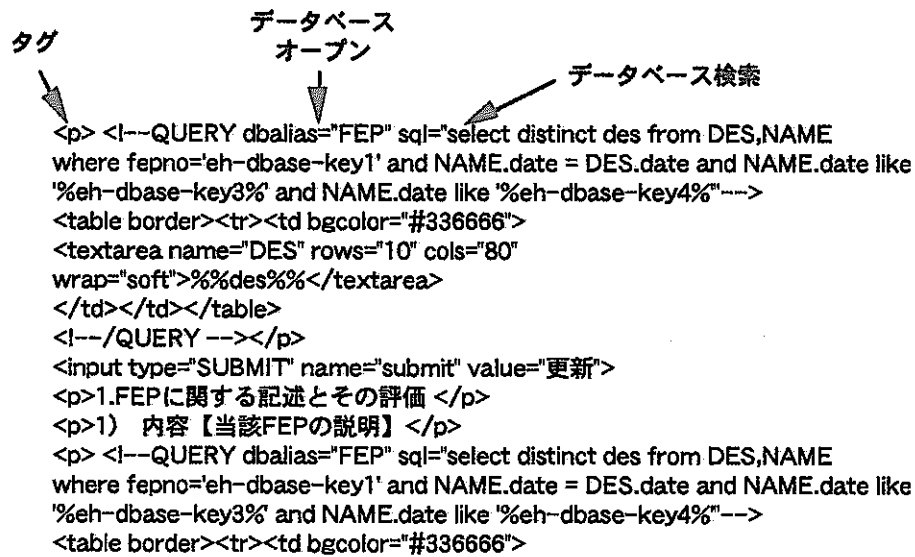 タグ
データベース
オープン
データベース検索
<p> <!--QUERY dbalias="FEP" sql="select distinct des from DES,NAME
where fepno='eh-dbase-key1' and NAME.date = DES.date and NAME.date like
'%eh-dbase-key3%' and NAME.date like '%eh-dbase-key4%'"-->
<table border><tr><td bgcolor="#336666">
<textarea name="DES" rows="10" cols="80"
wrap="soft">%%des%%</textarea>
</td></td></table>
<!--/QUERY --></p>
<input type="SUBMIT" name="submit" value="更新">
<p>1.FEPに関する記述とその評価 </p>
<p>1） 内容【当該FEPの説明】</p>
<p> <!--QUERY dbalias="FEP" sql="select distinct des from DES,NAME
where fepno='eh-dbase-key1' and NAME.date = DES.date and NAME.date like
'%eh-dbase-key3%' and NAME.date like '%eh-dbase-key4%'"-->
<table border><tr><td bgcolor="#336666">